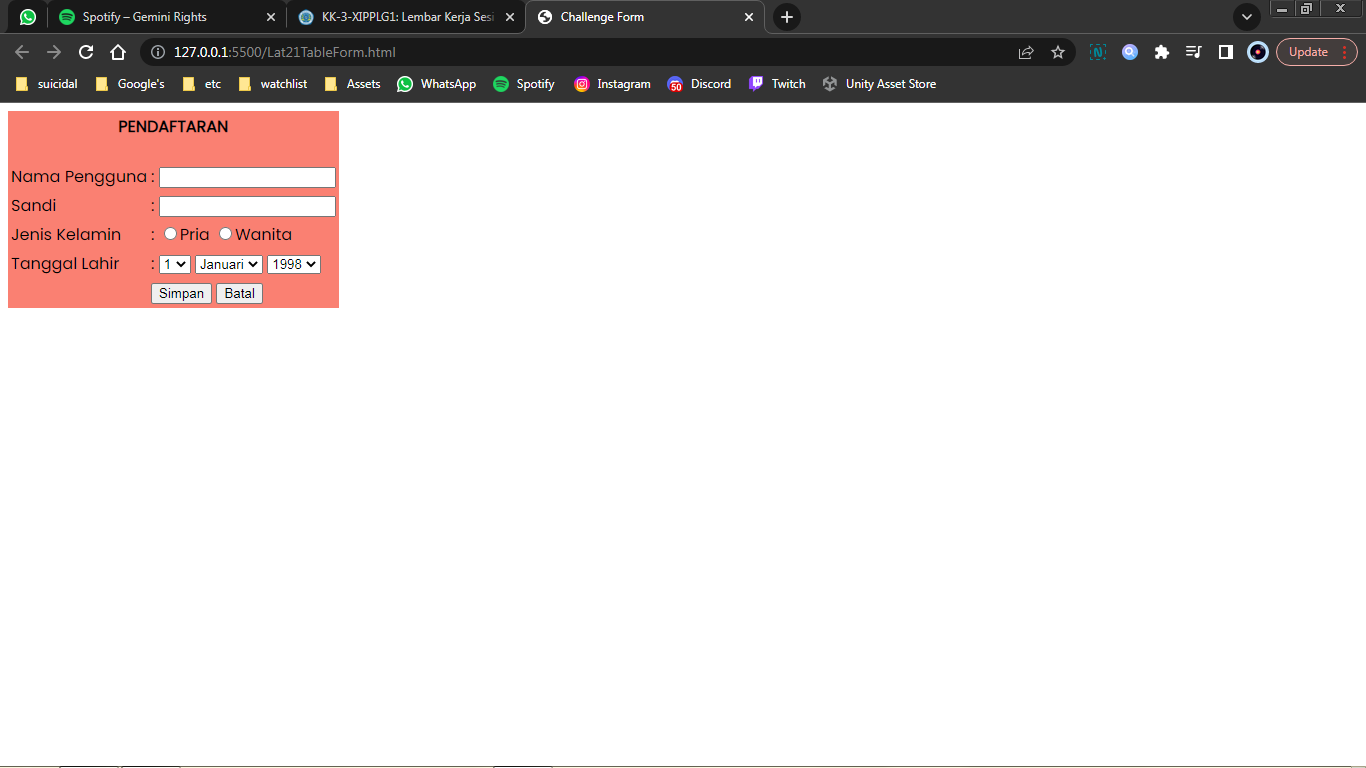 Spotify – Gemini Rights
KK-3-XIPPLG1: Lembar Kerja Sesi
Challenge Form
127.0.0.1:5500/Lat21TableForm.html
Update
suicidal
Google's
etc
watchlist
Assets
WhatsApp
Spotify
Instagram
50
Discord
Twitch
Unity Asset Store
PENDAFTARAN
Nama Pengguna :
Sandi :
Jenis Kelamin : Pria Wanita
Tanggal Lahir : 1 Januari 1998
Simpan Batal